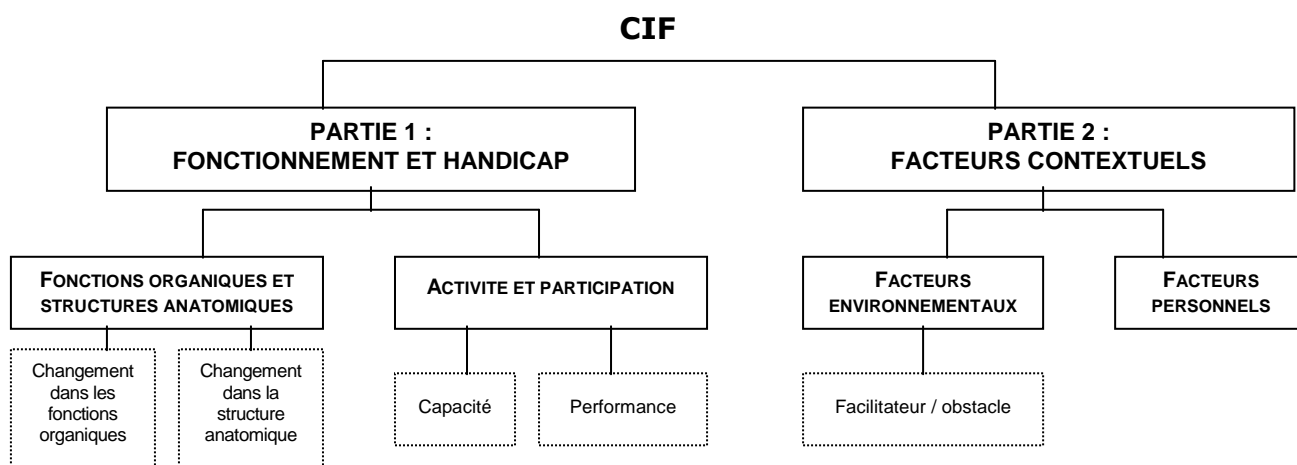 CIF
PARTIE 1 :
FONCTIONNEMENT ET HANDICAP
PARTIE 2 :
FACTEURS CONTEXTUELS
FONCTIONS ORGANIQUES ET
STRUCTURES ANATOMIQUES
ACTIVITE ET PARTICIPATION
FACTEURS
ENVIRONNEMENTAUX
FACTEURS
PERSONNELS
Changement
dans les
fonctions
organiques
Changement
dans la
structure
anatomique
Capacité
Performance
Facilitateur / obstacle